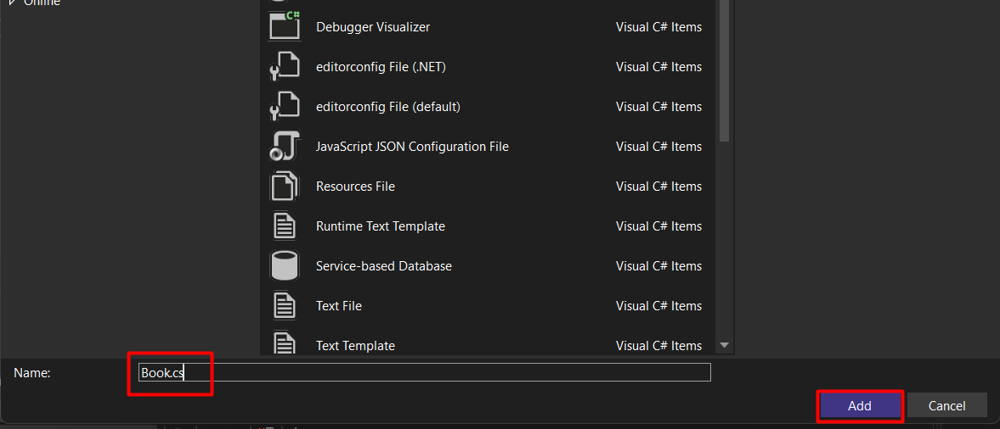 Online
C#
Debugger Visualizer Visual C# Items
editorconfig File (.NET) Visual C# Items
editorconfig File (default) Visual C# Items
JavaScript JSON Configuration File Visual C# Items
Resources File Visual C# Items
Runtime Text Template Visual C# Items
Service-based Database Visual C# Items
Text File Visual C# Items
Text Template Visual C# Items
Name: Book.cs
Add Cancel